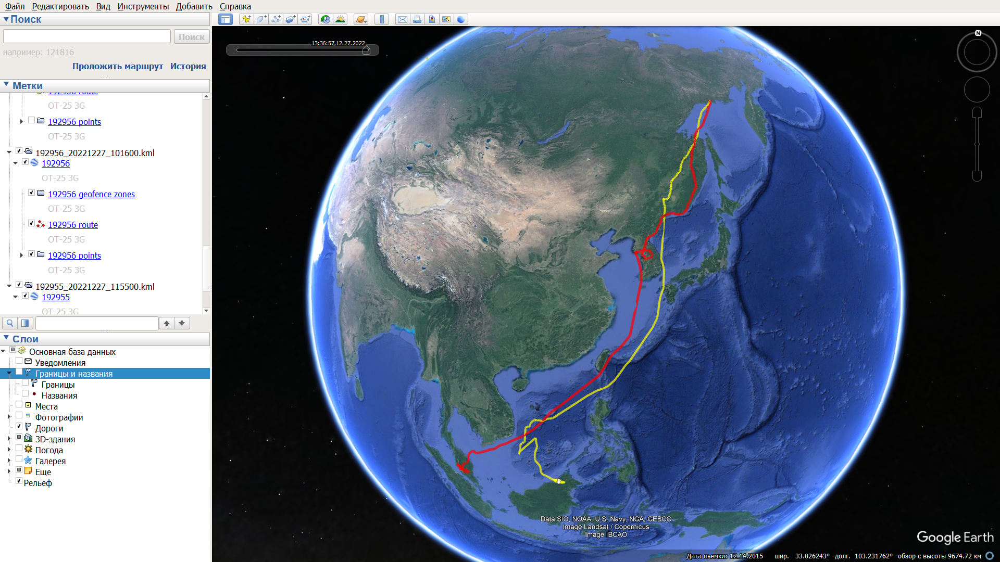 Файл Редактировать Вид Инструменты Добавить Справка
Поиск
Поиск
например: 121816
Проложить маршрут История
Метки
192956 route
OT-25 3G
192956 points
OT-25 3G
192956_20221227_101600.kml
192956
OT-25 3G
192956 geofence zones
OT-25 3G
192956 route
OT-25 3G
192956 points
OT-25 3G
192955_20221227_115500.kml
192955
OT-25 3G
Слои
Основная база данных
Уведомления
Границы и названия
Границы
Названия
Места
Фотографии
Дороги
3D-здания
Погода
Галерея
Еще
Рельеф
13:36:57 12.27.2022
N
Data SIO, NOAA, U.S. Navy, NGA, GEBCO
Image Landsat / Copernicus
Image IBCAO
Google Earth
Дата съемки: 12.14.2015 шир. 33.026243° долг. 103.231762° обзор с высоты 9674.72 км